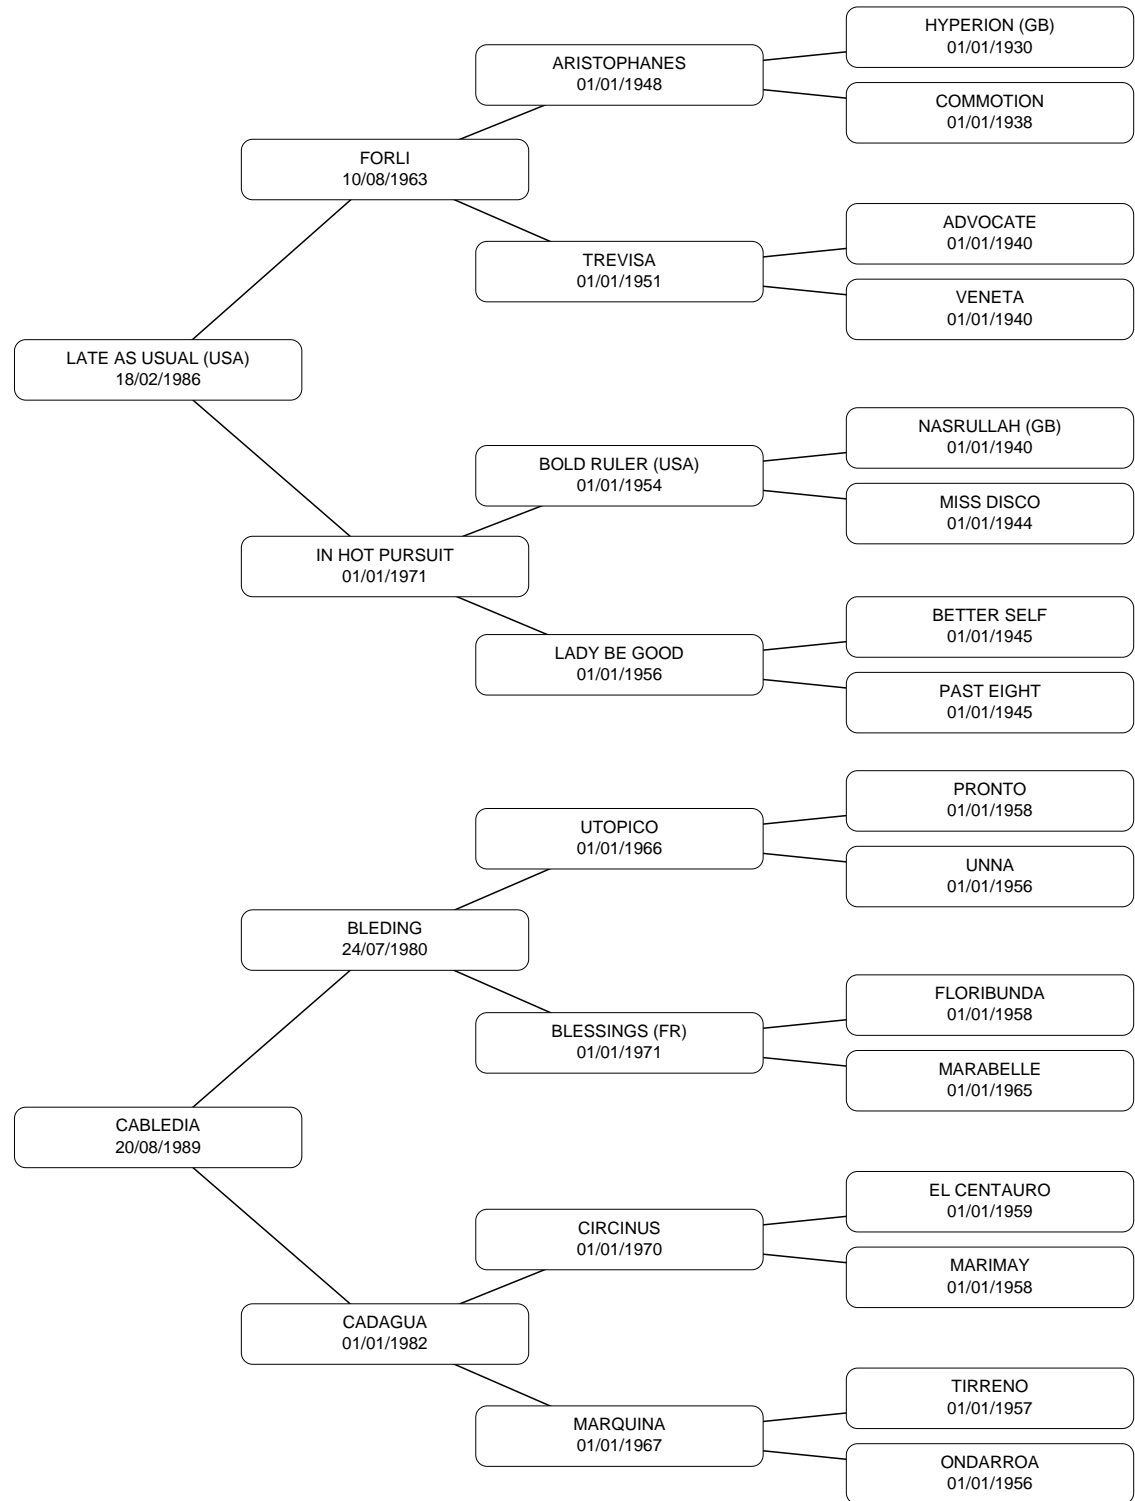 HYPERION (GB)
01/01/1930
ARISTOPHANES
01/01/1948
COMMOTION
01/01/1938
FORLI
10/08/1963
ADVOCATE
01/01/1940
TREVISA
01/01/1951
VENETA
01/01/1940
LATE AS USUAL (USA)
18/02/1986
NASRULLAH (GB)
01/01/1940
BOLD RULER (USA)
01/01/1954
MISS DISCO
01/01/1944
IN HOT PURSUIT
01/01/1971
BETTER SELF
01/01/1945
LADY BE GOOD
01/01/1956
PAST EIGHT
01/01/1945
PRONTO
01/01/1958
UTOPICO
01/01/1966
UNNA
01/01/1956
BLEDING
24/07/1980
FLORIBUNDA
01/01/1958
BLESSINGS (FR)
01/01/1971
MARABELLE
01/01/1965
CABLEDIA
20/08/1989
EL CENTAURO
01/01/1959
CIRCINUS
01/01/1970
MARIMAY
01/01/1958
CADAGUA
01/01/1982
TIRRENO
01/01/1957
MARQUINA
01/01/1967
ONDARROA
01/01/1956